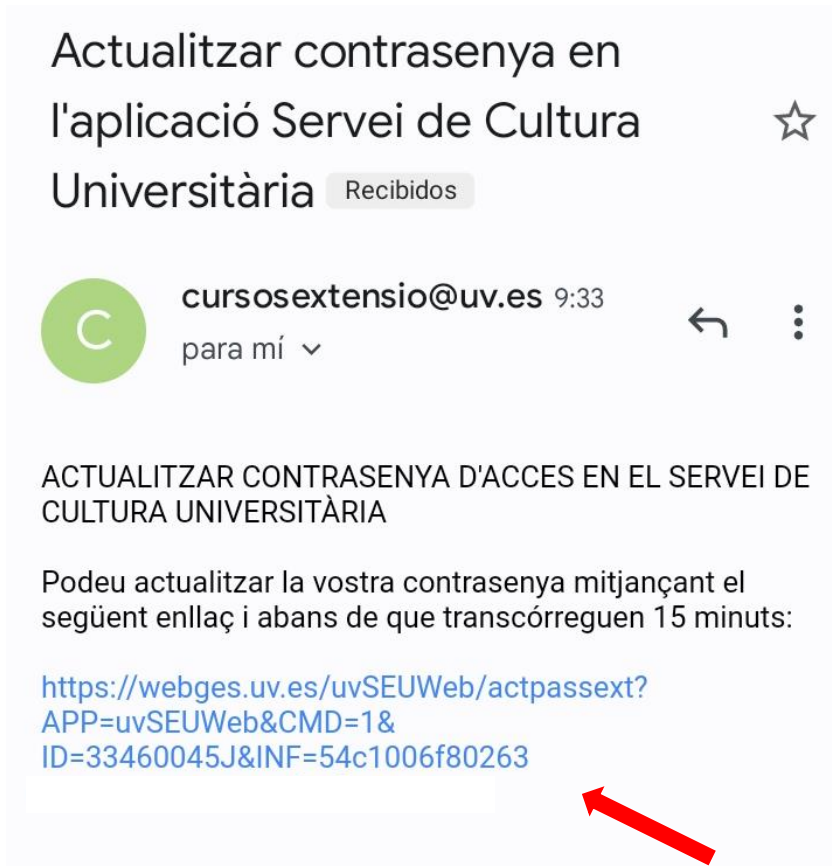 Actualitzar contrasenya en
l'aplicació Servei de Cultura
Universitària Recibidos
C
cursosextensio@uv.es 9:33
para mí
ACTUALITZAR CONTRASENYA D'ACCES EN EL SERVEI DE
CULTURA UNIVERSITÀRIA
Podeu actualitzar la vostra contrasenya mitjançant el
següent enllaç i abans de que transcórreguen 15 minuts:
https://webges.uv.es/uvSEUWeb/actpassext?
APP=uvSEUWeb&CMD=1&
ID=33460045J&INF=54c1006f80263